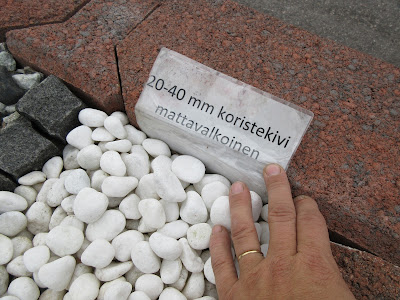 20-40 mm koristekivi
mattavalkoinen